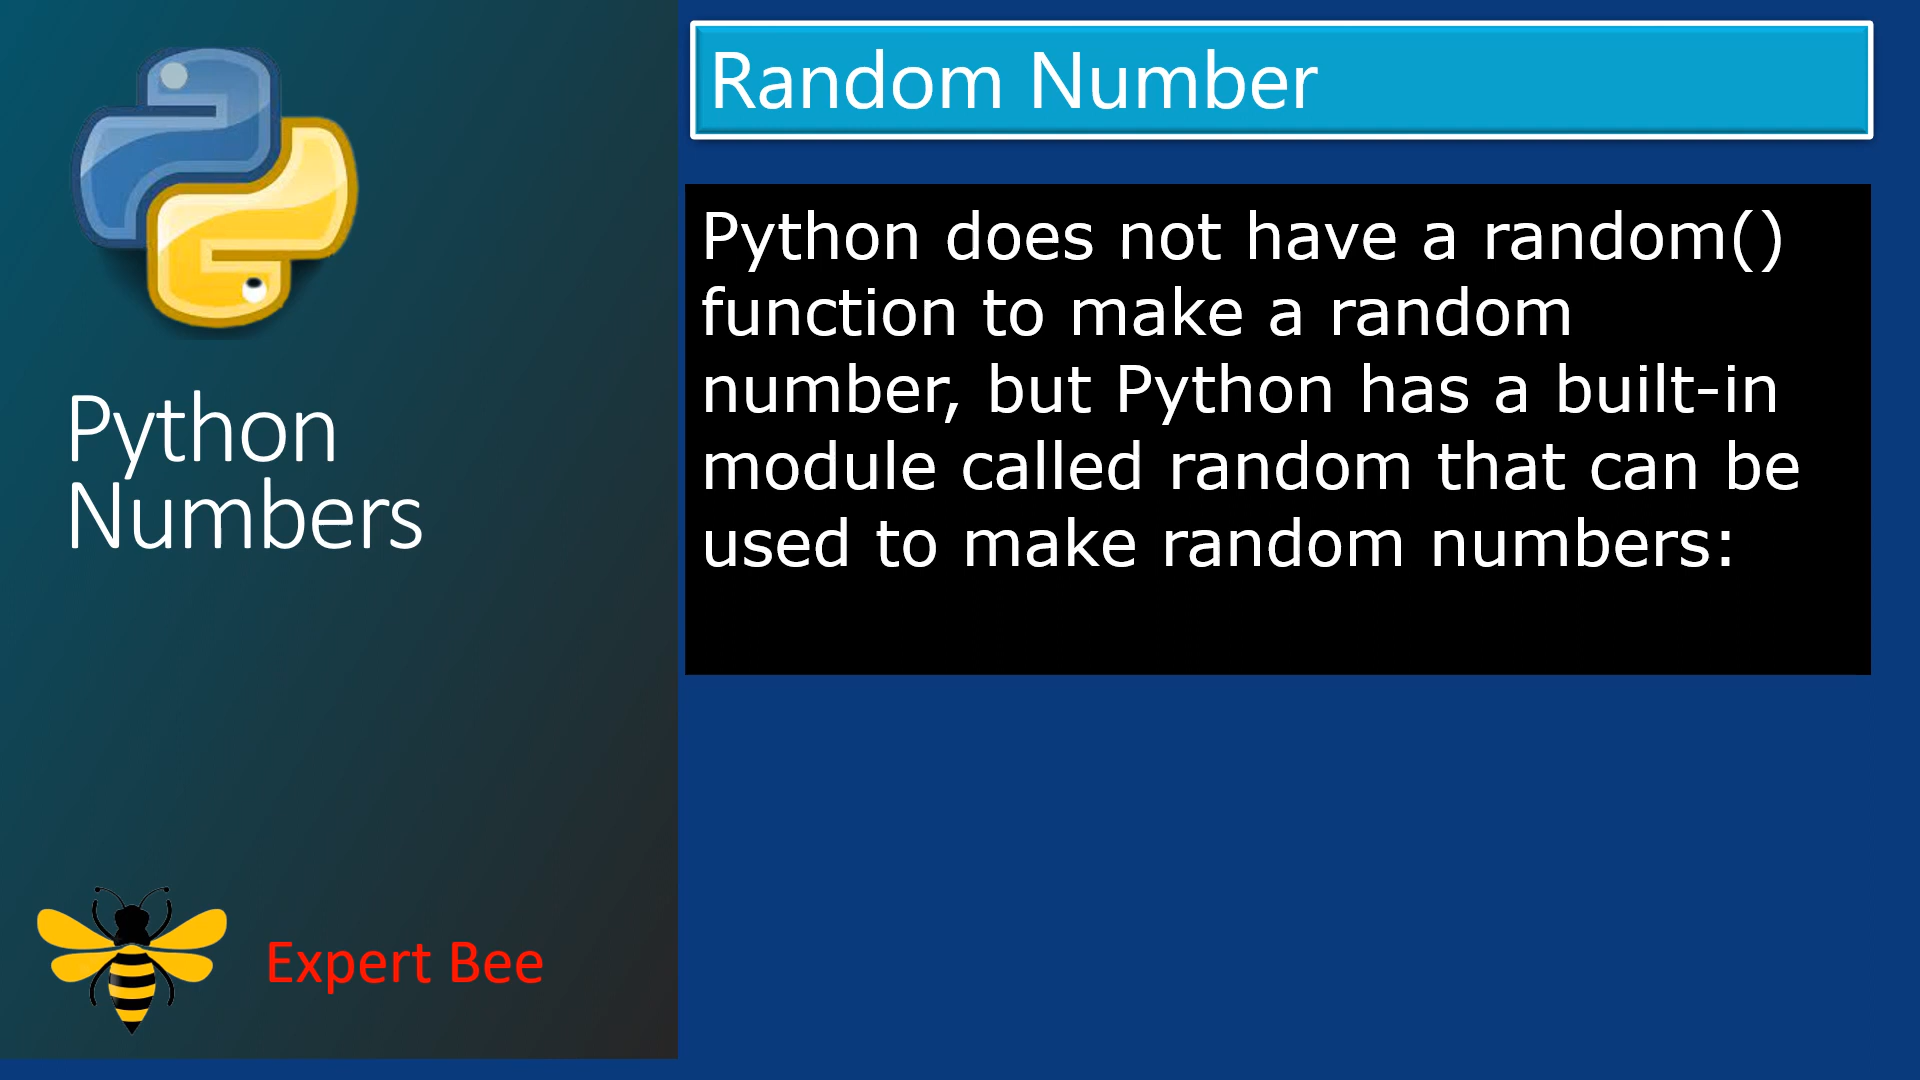 Random Number
Python does not have a random()
function to make a random
number, but Python has a built-in
module called random that can be
used to make random numbers:
Python
Numbers
Expert Bee